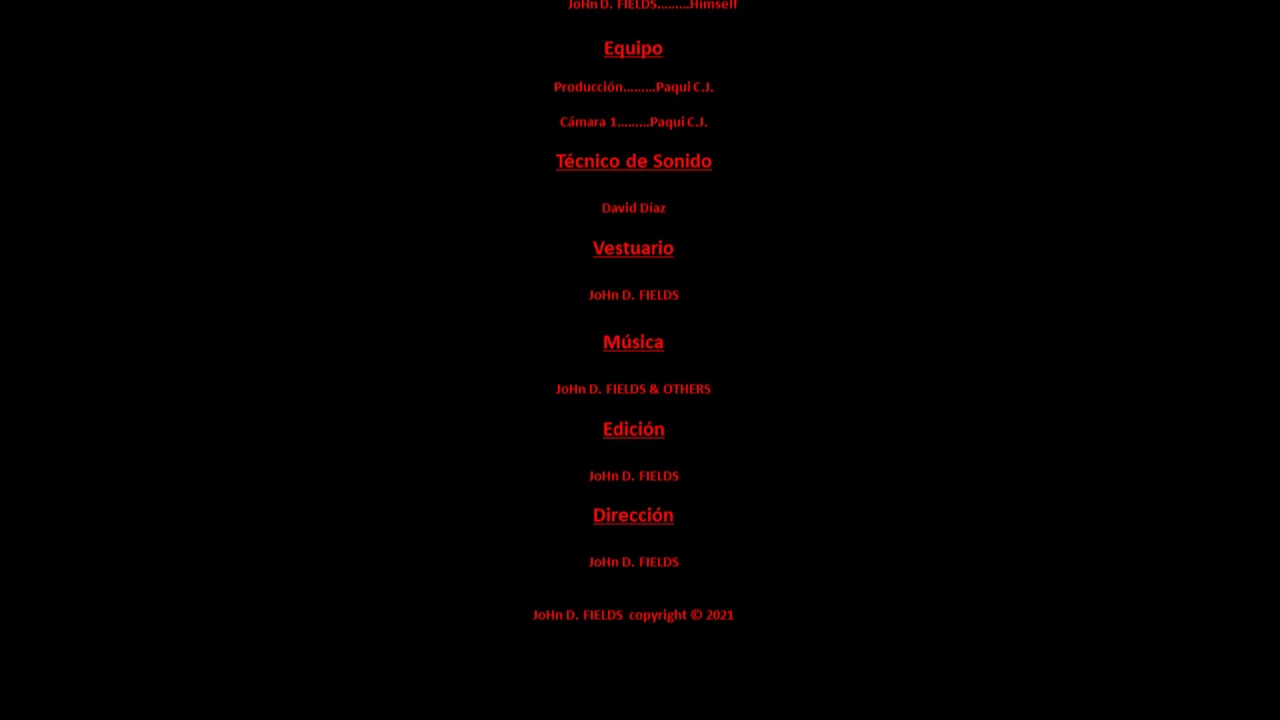 JoHn D. FIELDS.........Himself
Equipo
Producción.........Paqui C.J.
Cámara 1.........Paqui C.J.
Técnico de Sonido
David Díaz
Vestuario
JoHn D. FIELDS
Música
JoHn D. FIELDS & OTHERS
Edición
JoHn D. FIELDS
Dirección
JoHn D. FIELDS
JoHn D. FIELDS copyright © 2021